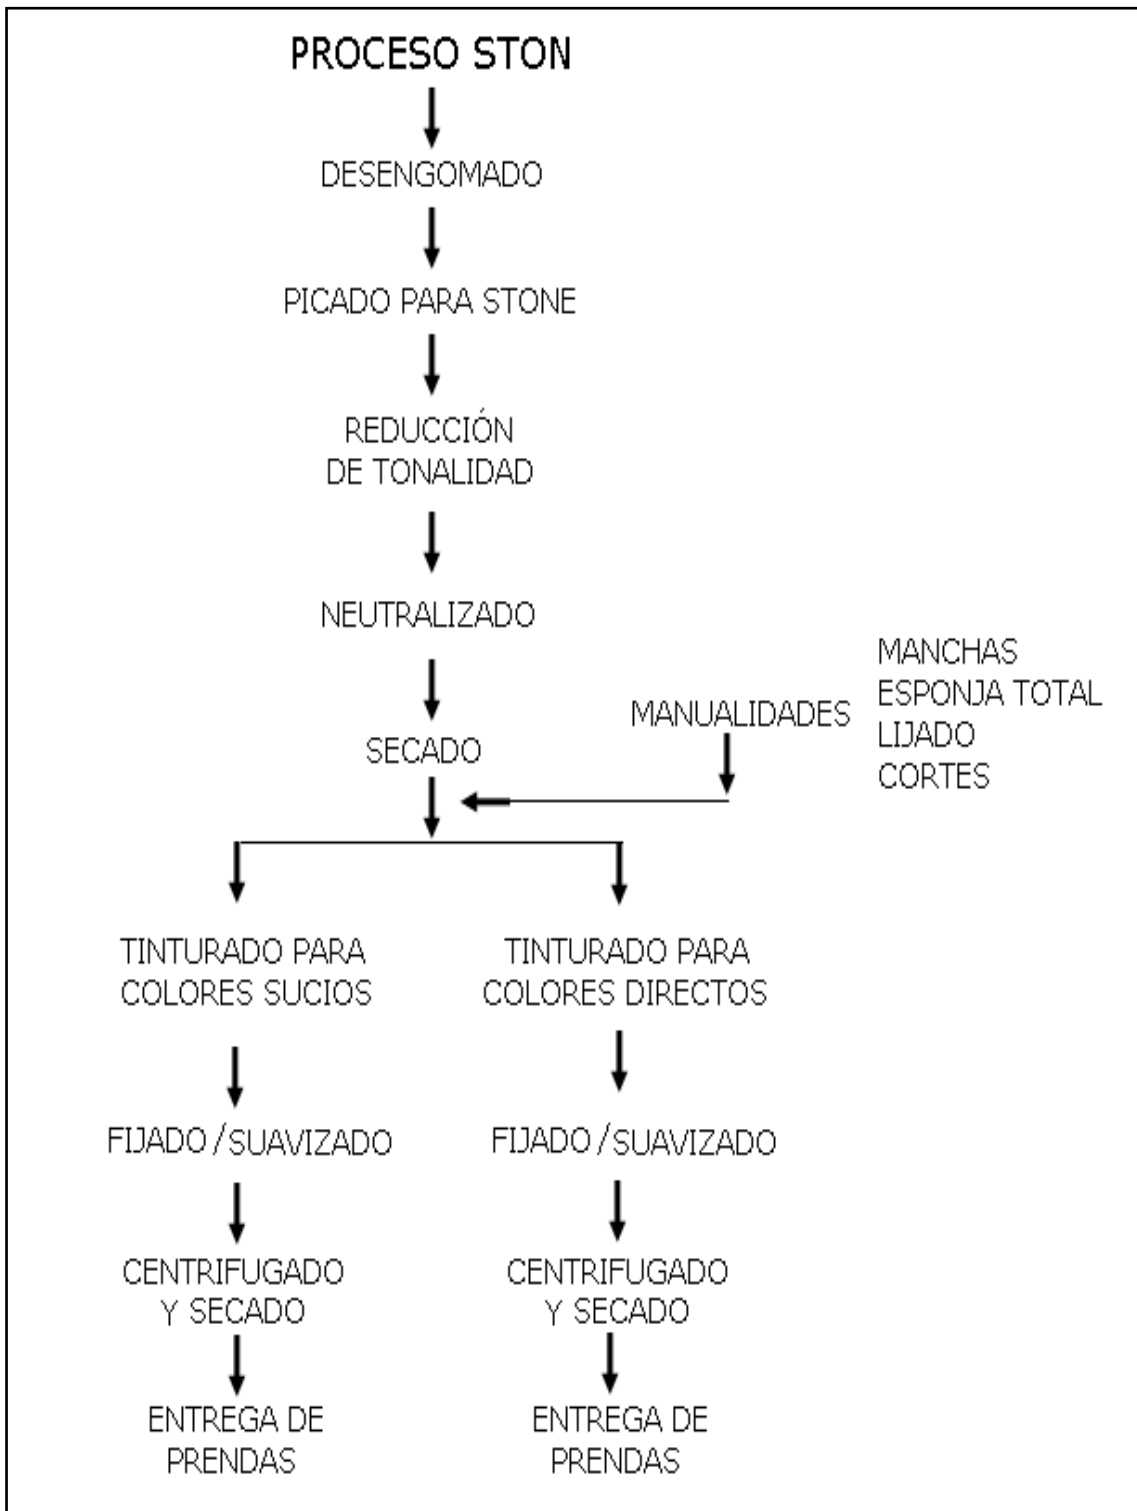 PROCESO STON
DESENGOMADO
PICADO PARA STONE
REDUCCIÓN
DE TONALIDAD
NEUTRALIZADO
SECADO
MANUALIDADES
MANCHAS
ESPONJA TOTAL
LIJADO
CORTES
TINTURADO PARA
COLORES SUCIOS
TINTURADO PARA
COLORES DIRECTOS
FIJADO/SUAVIZADO
FIJADO/SUAVIZADO
CENTRIFUGADO
Y SECADO
CENTRIFUGADO
Y SECADO
ENTREGA DE
PRENDAS
ENTREGA DE
PRENDAS